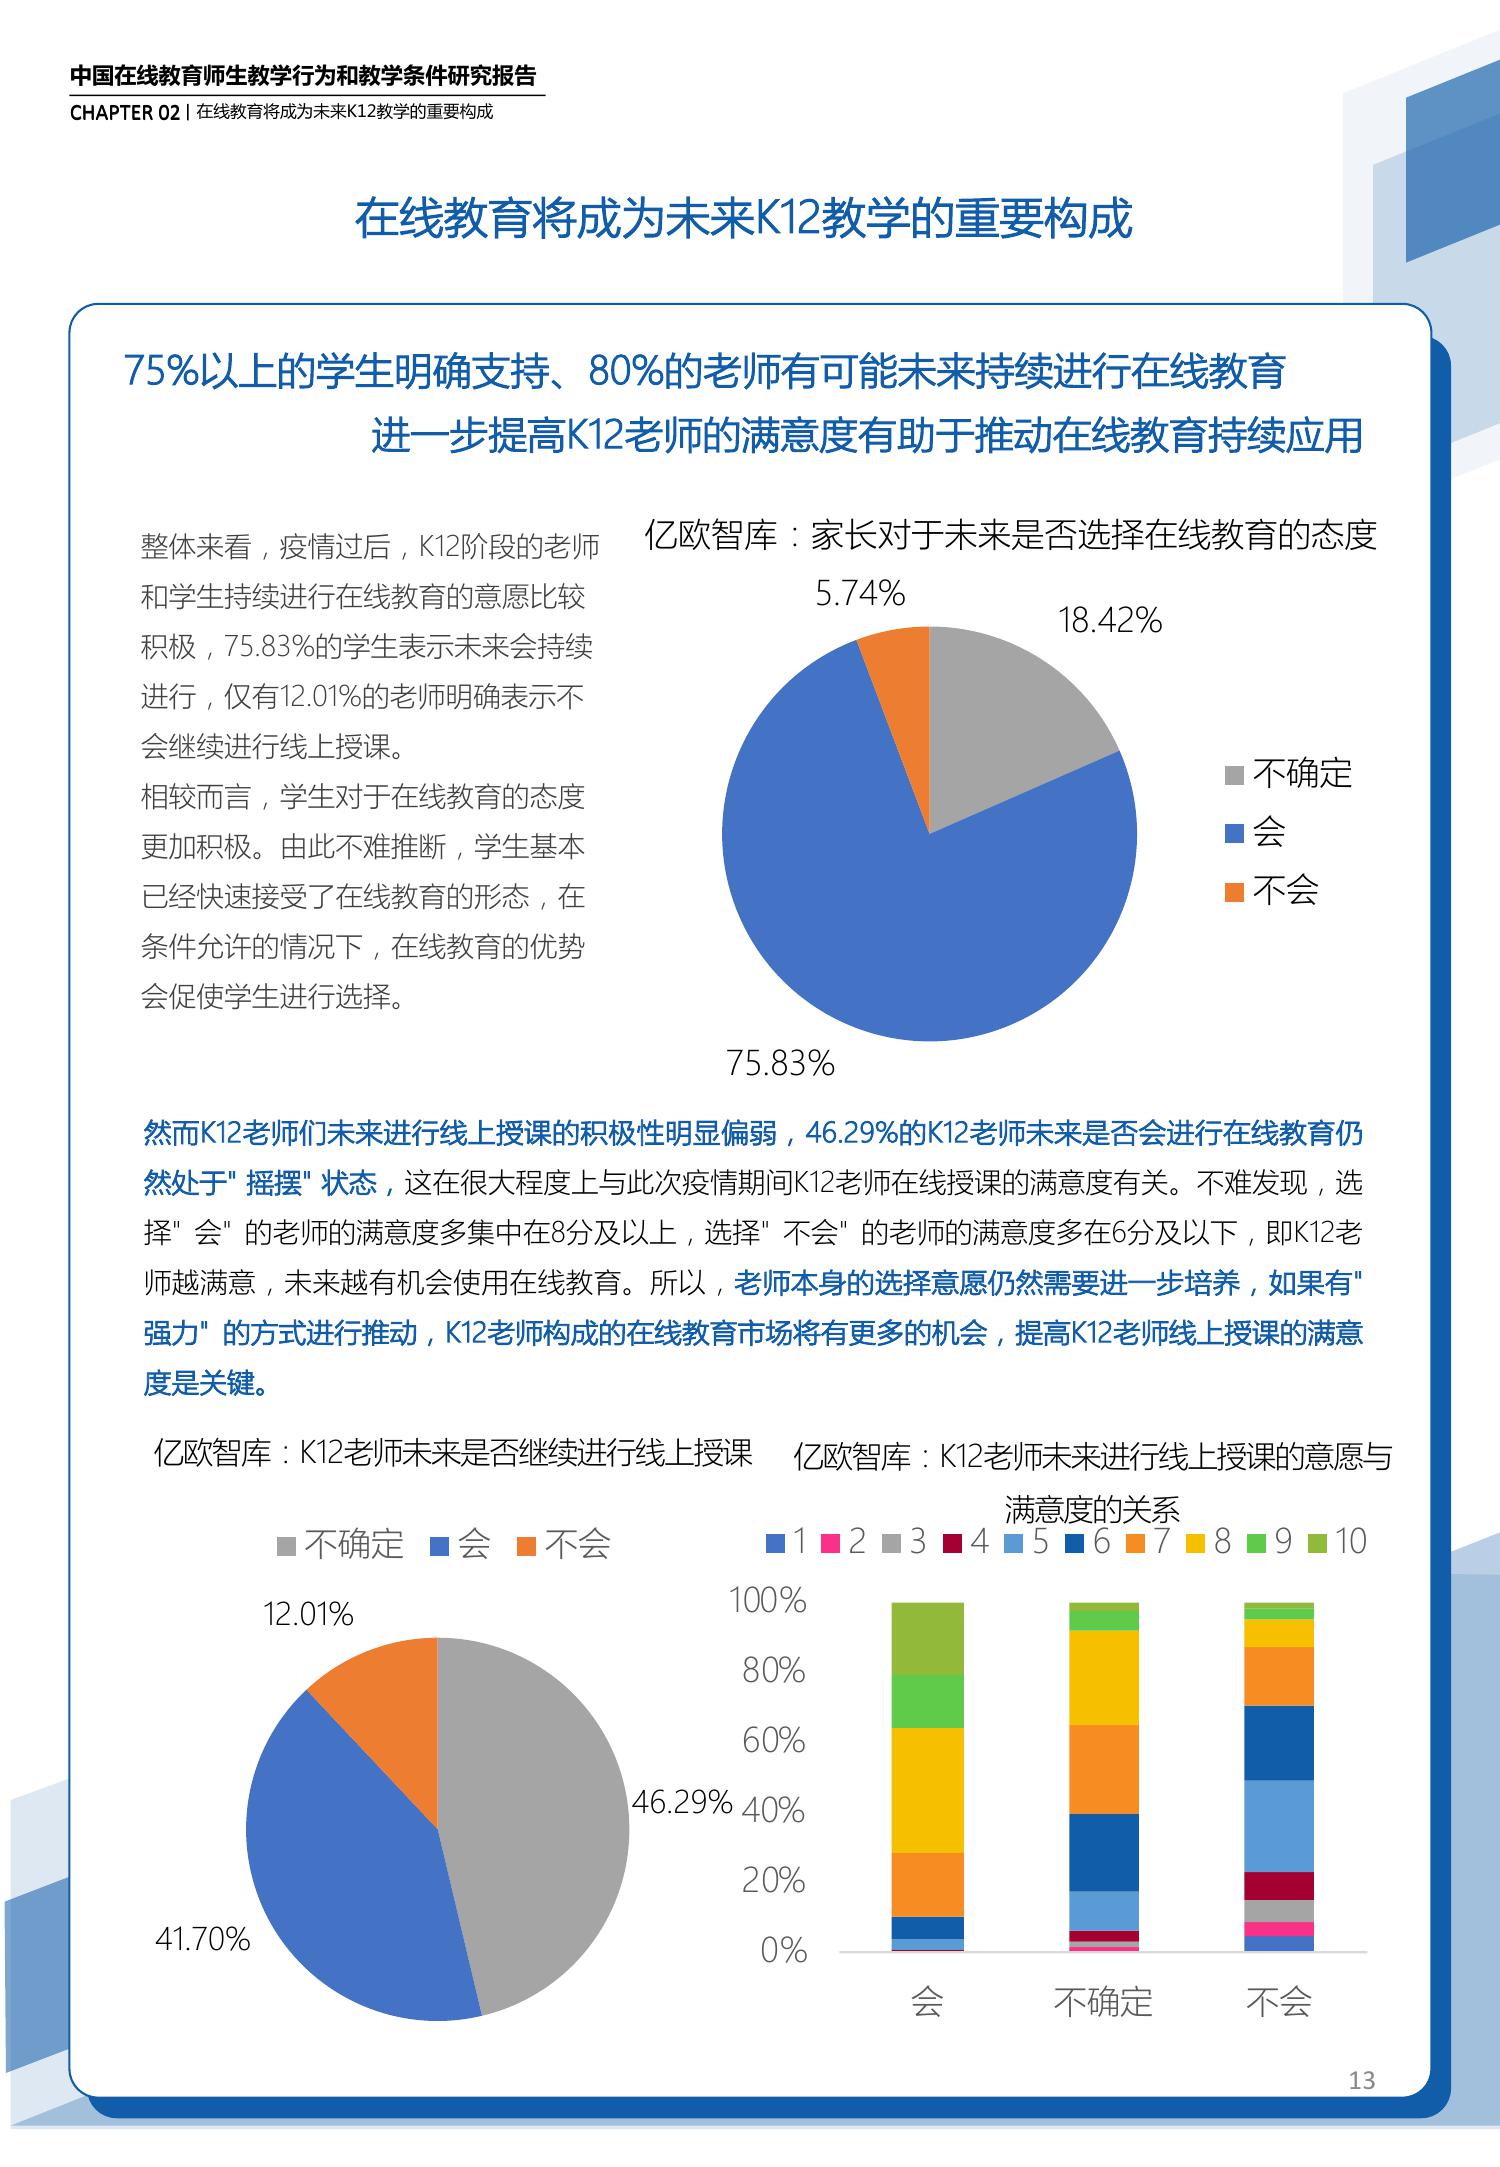 中国在线教育师生教学行为和教学条件研究报告
CHAPTER 02 | 在线教育将成为未来K12教学的重要构成
在线教育将成为未来K12教学的重要构成
75%以上的学生明确支持、80%的老师有可能未来持续进行在线教育
进一步提高K12老师的满意度有助于推动在线教育持续应用
整体来看，疫情过后，K12阶段的老师
和学生持续进行在线教育的意愿比较
积极，75.83%的学生表示未来会持续
进行，仅有12.01%的老师明确表示不
会继续进行线上授课。
相较而言，学生对于在线教育的态度
更加积极。由此不难推断，学生基本
已经快速接受了在线教育的形态，在
条件允许的情况下，在线教育的优势
会促使学生进行选择。
亿欧智库：家长对于未来是否选择在线教育的态度
5.74%
18.42%
不确定
会
不会
75.83%
然而K12老师们未来进行线上授课的积极性明显偏弱，46.29%的K12老师未来是否会进行在线教育仍
然处于" 摇摆" 状态，这在很大程度上与此次疫情期间K12老师在线授课的满意度有关。不难发现，选
择" 会" 的老师的满意度多集中在8分及以上，选择" 不会" 的老师的满意度多在6分及以下，即K12老
师越满意，未来越有机会使用在线教育。所以，老师本身的选择意愿仍然需要进一步培养，如果有"
强力" 的方式进行推动，K12老师构成的在线教育市场将有更多的机会，提高K12老师线上授课的满意
度是关键。
亿欧智库：K12老师未来是否继续进行线上授课
不确定 会 不会
12.01%
46.29%
41.70%
亿欧智库：K12老师未来进行线上授课的意愿与
满意度的关系
1 2 3 4 5 6 7 8 9 10
100%
80%
60%
40%
20%
0%
会 不确定 不会
13